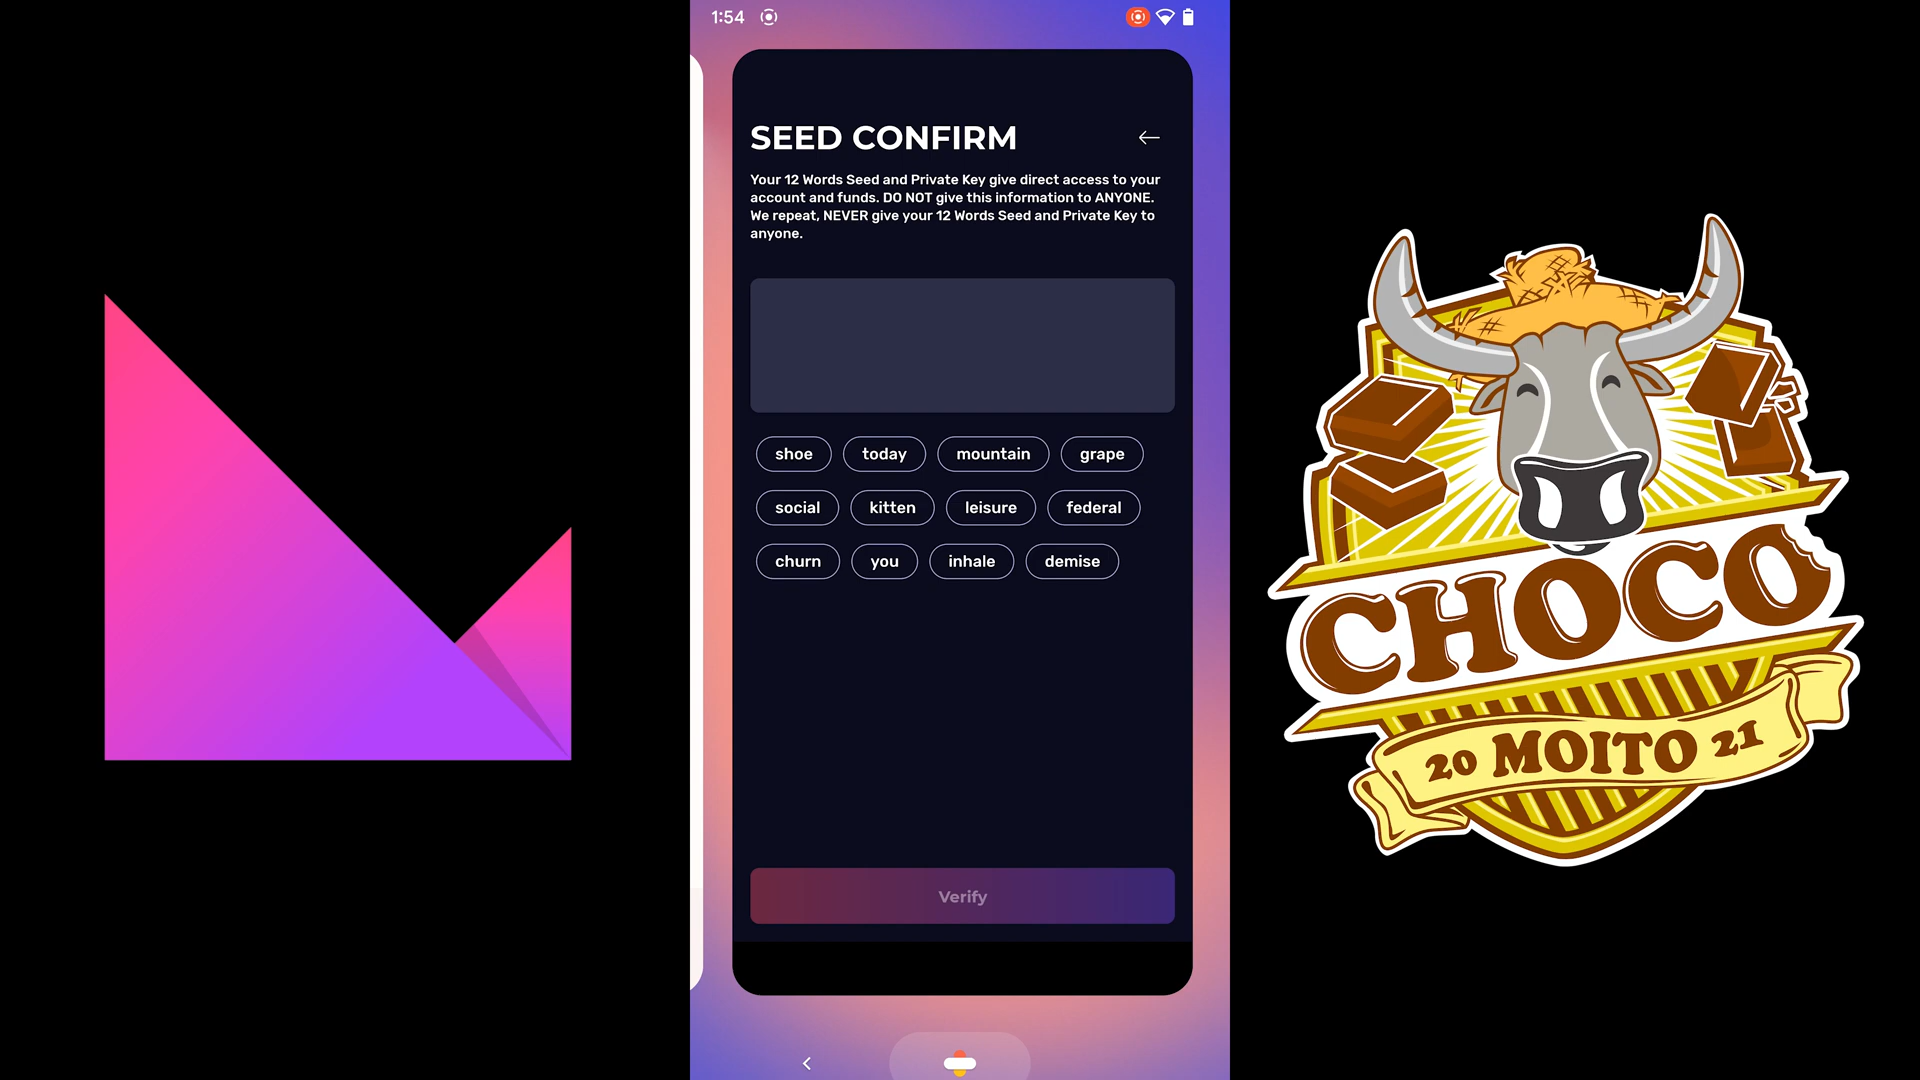 1:54
SEED CONFIRM
Your 12 Words Seed and Private Key give direct access to your
account and funds. DO NOT give this information to ANYONE.
We repeat, NEVER give your 12 Words Seed and Private Key to
anyone.
shoe today mountain grape
social kitten leisure federal
churn you inhale demise
Verify
CHOCO
20 MOITO 21